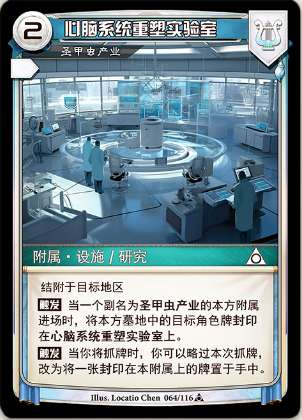 2
心脑系统重塑实验室
圣甲虫产业
附属·设施/研究
结附于目标地区
触发 当一个副名为圣甲虫产业的本方附属
进场时，将本方墓地中的目标角色牌封印
在心脑系统重塑实验室上。
触发 当你将抓牌时，你可以略过本次抓牌，
改为将一张封印在本附属上的牌置于手中。
Illus. Locatio Chen 064/116